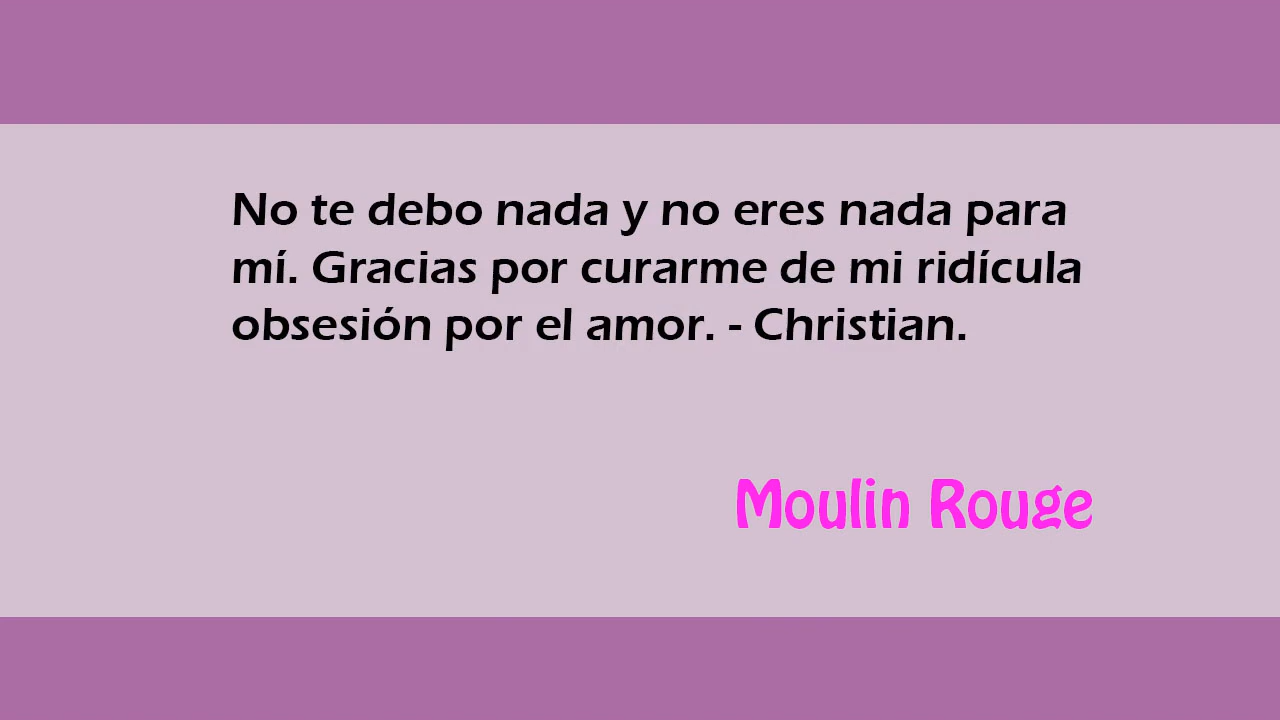 No te debo nada y no eres nada para
mí. Gracias por curarme de mi ridícula
obsesión por el amor. - Christian.
Moulin Rouge